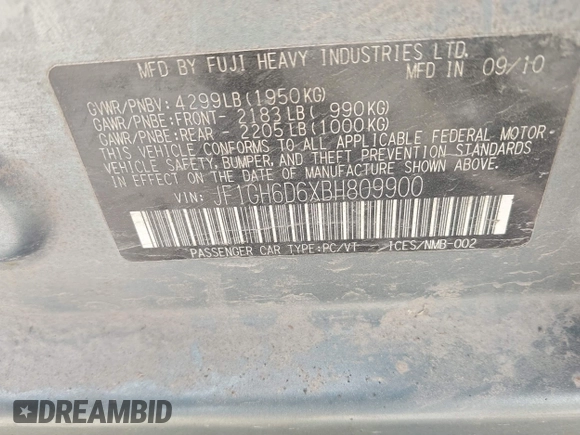 MFD BY FUJI HEAVY INDUSTRIES LTD.
MFD IN 09/10
GVWR/PNBV: 4299LB(1950KG)
GAWR/PNBE:FRONT- 2183LB( 990KG)
GAWR/PNBE:REAR - 2205LB(1000KG)
THIS VEHICLE CONFORMS TO ALL APPLICABLE FEDERAL MOTOR-
VEHICLE SAFETY, BUMPER, AND THEFT PREVENTION STANDARDS
IN EFFECT ON THE DATE OF MANUFACTURE SHOWN ABOVE.
VIN: JF1GH6D6XBH809900
PASSENGER CAR TYPE:PC/VT ICES/NMB-002
DREAMBID